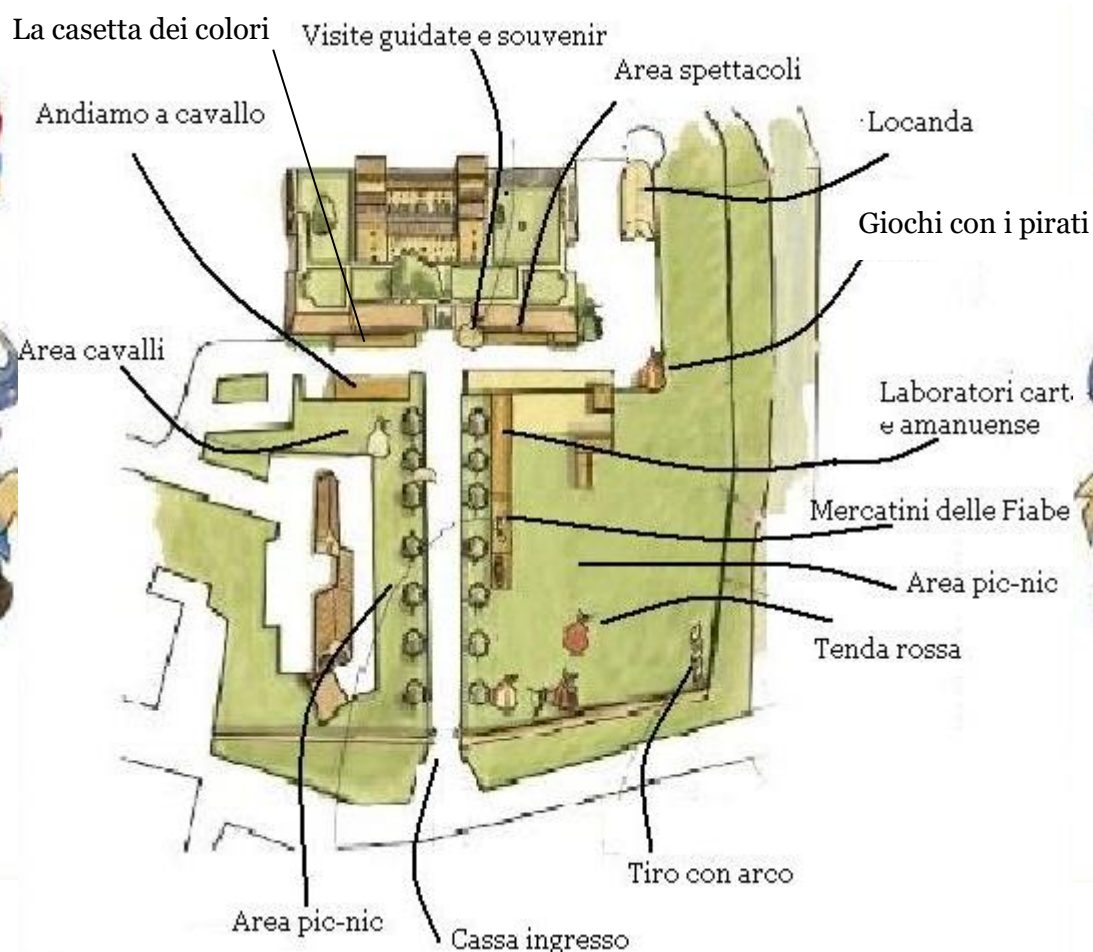 La casetta dei colori
Visite guidate e souvenir
Area spettacoli
Andiamo a cavallo
Locanda
Giochi con i pirati
Area cavalli
Laboratori cart
e amanuense
Mercatini delle Fiabe
Area pic-nic
Tenda rossa
Tiro con arco
Area pic-nic
Cassa ingresso